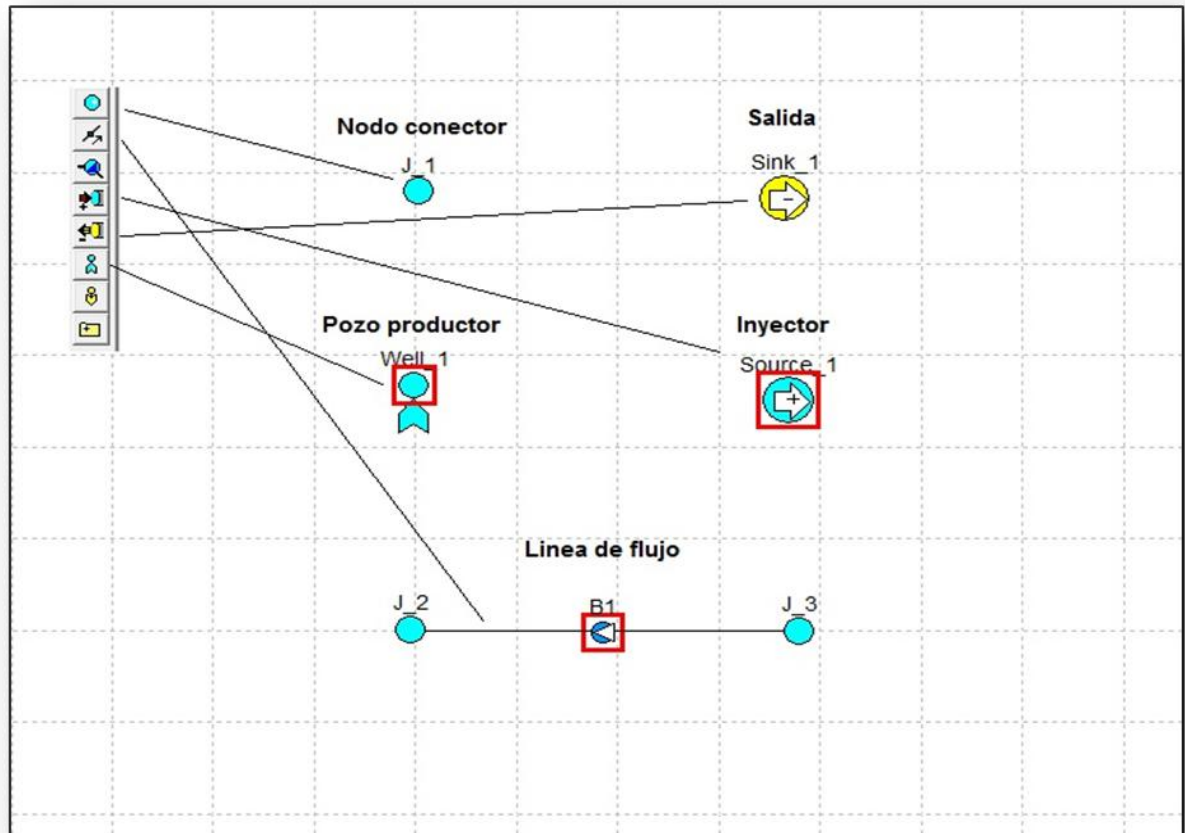 Nodo conector
J_1
Salida
Sink_1
Pozo productor
Well_1
Inyector
Source_1
Linea de flujo
J_2
B1
J_3